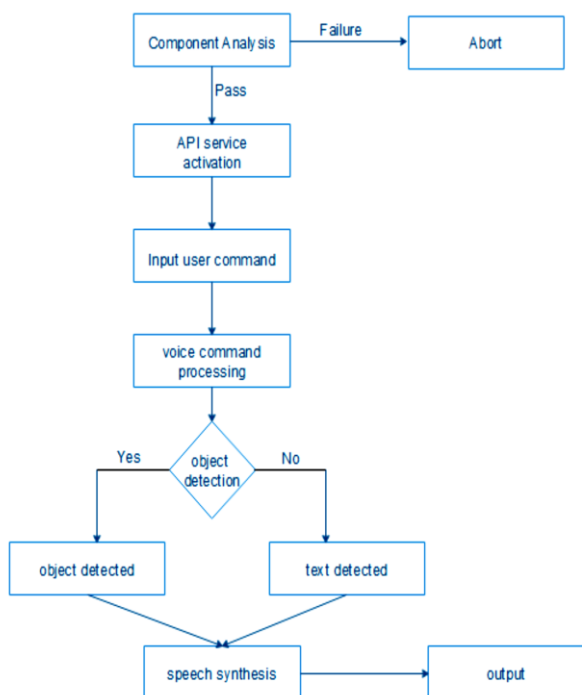 Component Analysis
Failure
Abort
Pass
API service
activation
Input user command
voice command
processing
Yes
object
detection
No
object detected
text detected
speech synthesis
output